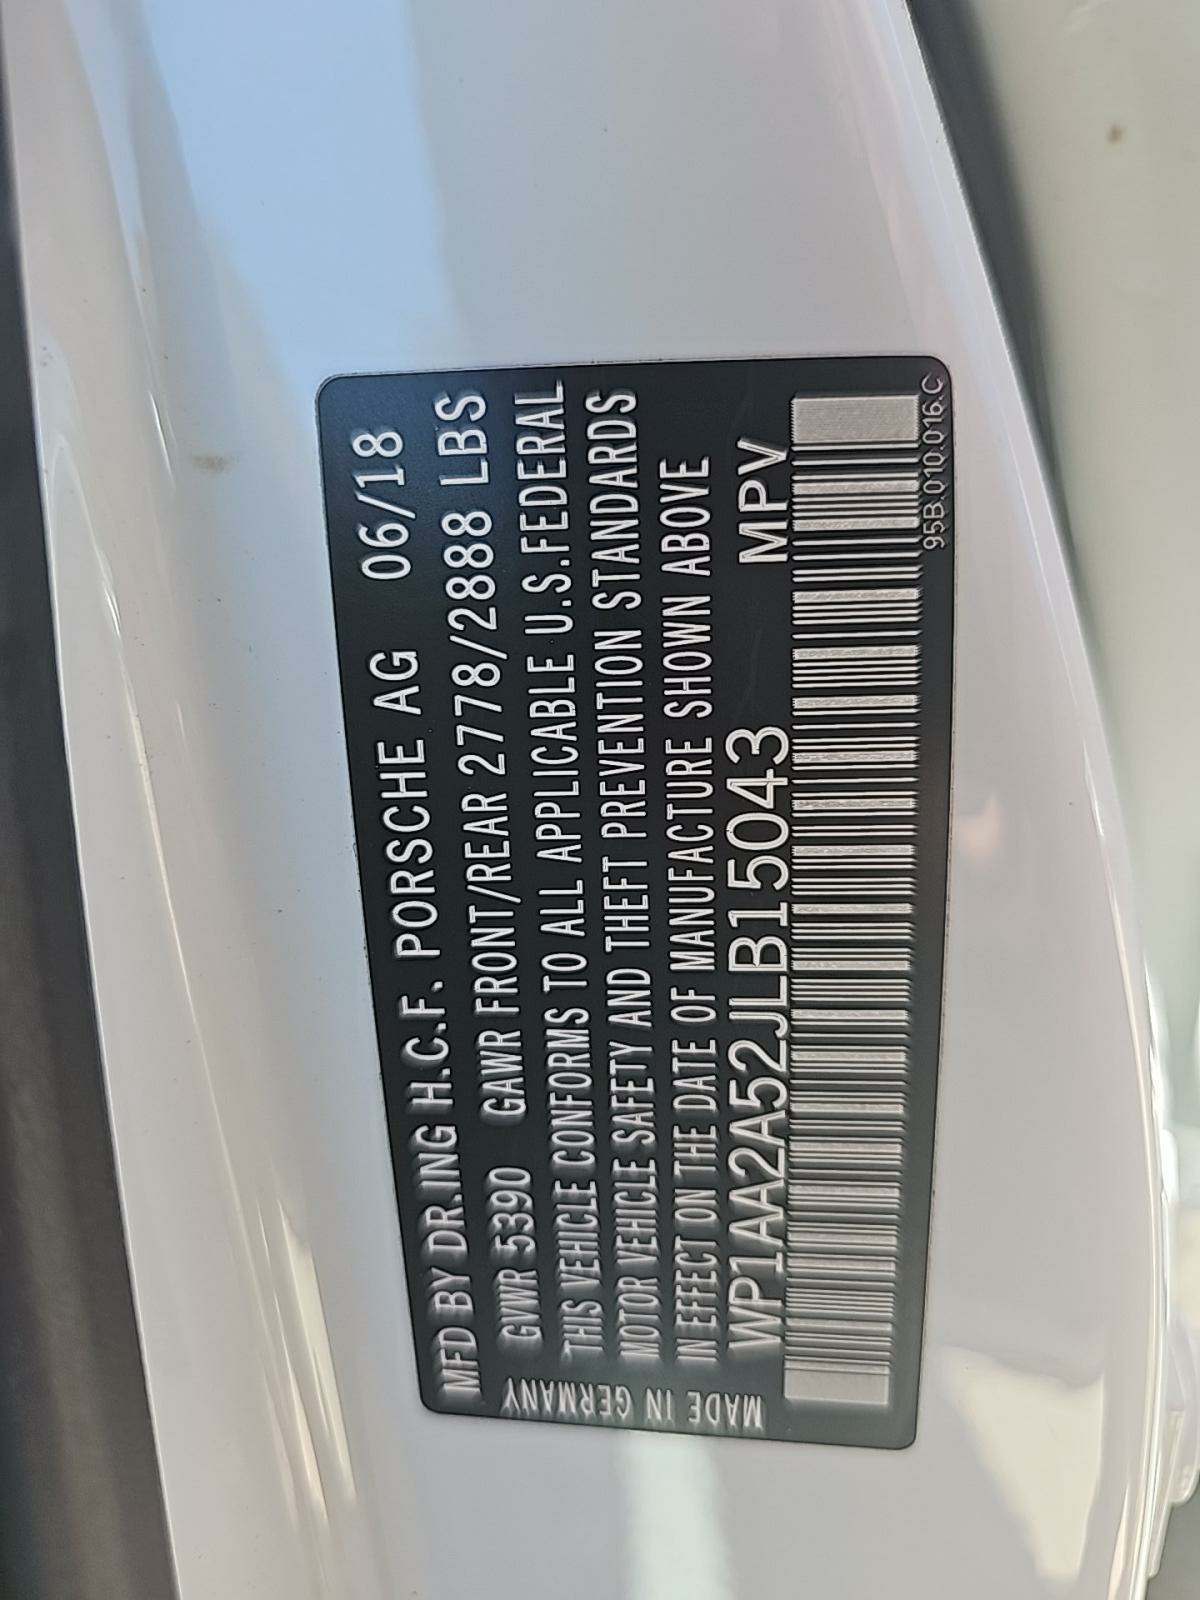 MFD BY DR.ING H.C.F. PORSCHE AG 06/18
GVWR 5390 GAWR FRONT/REAR 2778/2888 LBS
THIS VEHICLE CONFORMS TO ALL APPLICABLE U.S.FEDERAL
MOTOR VEHICLE SAFETY AND THEFT PREVENTION STANDARDS
IN EFFECT ON THE DATE OF MANUFACTURE SHOWN ABOVE
WP1AA2A52JLB15043 MPV
95B.010.016.C
MADE IN GERMANY